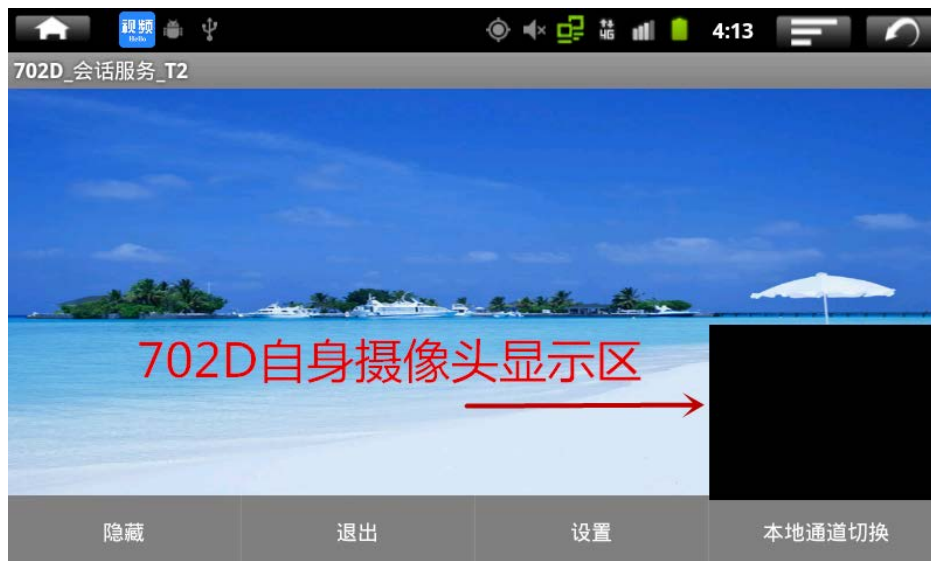 视频
Hello
4G
4:13
702D_会话服务_T2
702D自身摄像头显示区
隐藏
退出
设置
本地通道切换